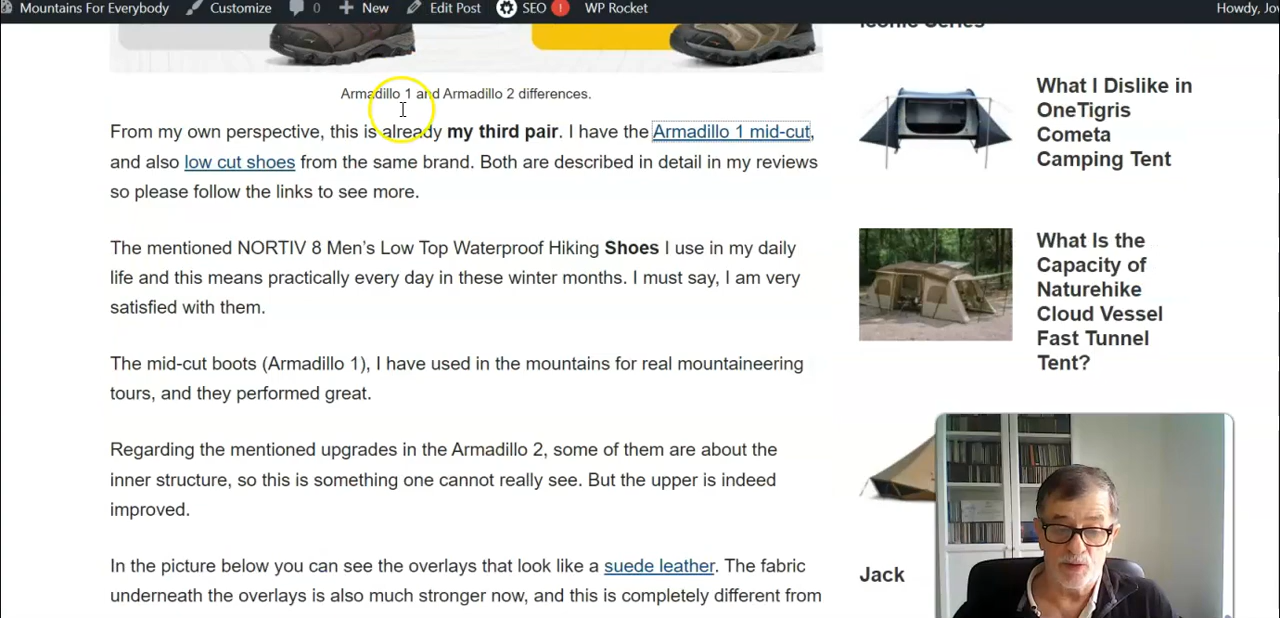 Mountains For Everybody Customize 0 New Edit Post SEO ! WP Rocket Howdy, Jov
Armadillo 1 and Armadillo 2 differences.
From my own perspective, this is already my third pair. I have the Armadillo 1 mid-cut,
and also low cut shoes from the same brand. Both are described in detail in my reviews
so please follow the links to see more.
The mentioned NORTIV 8 Men's Low Top Waterproof Hiking Shoes I use in my daily
life and this means practically every day in these winter months. I must say, I am very
satisfied with them.
The mid-cut boots (Armadillo 1), I have used in the mountains for real mountaineering
tours, and they performed great.
Regarding the mentioned upgrades in the Armadillo 2, some of them are about the
inner structure, so this is something one cannot really see. But the upper is indeed
improved.
In the picture below you can see the overlays that look like a suede leather. The fabric
underneath the overlays is also much stronger now, and this is completely different from
Iconic Series
What I Dislike in
OneTigris
Cometa
Camping Tent
What Is the
Capacity of
Naturehike
Cloud Vessel
Fast Tunnel
Tent?
Jack